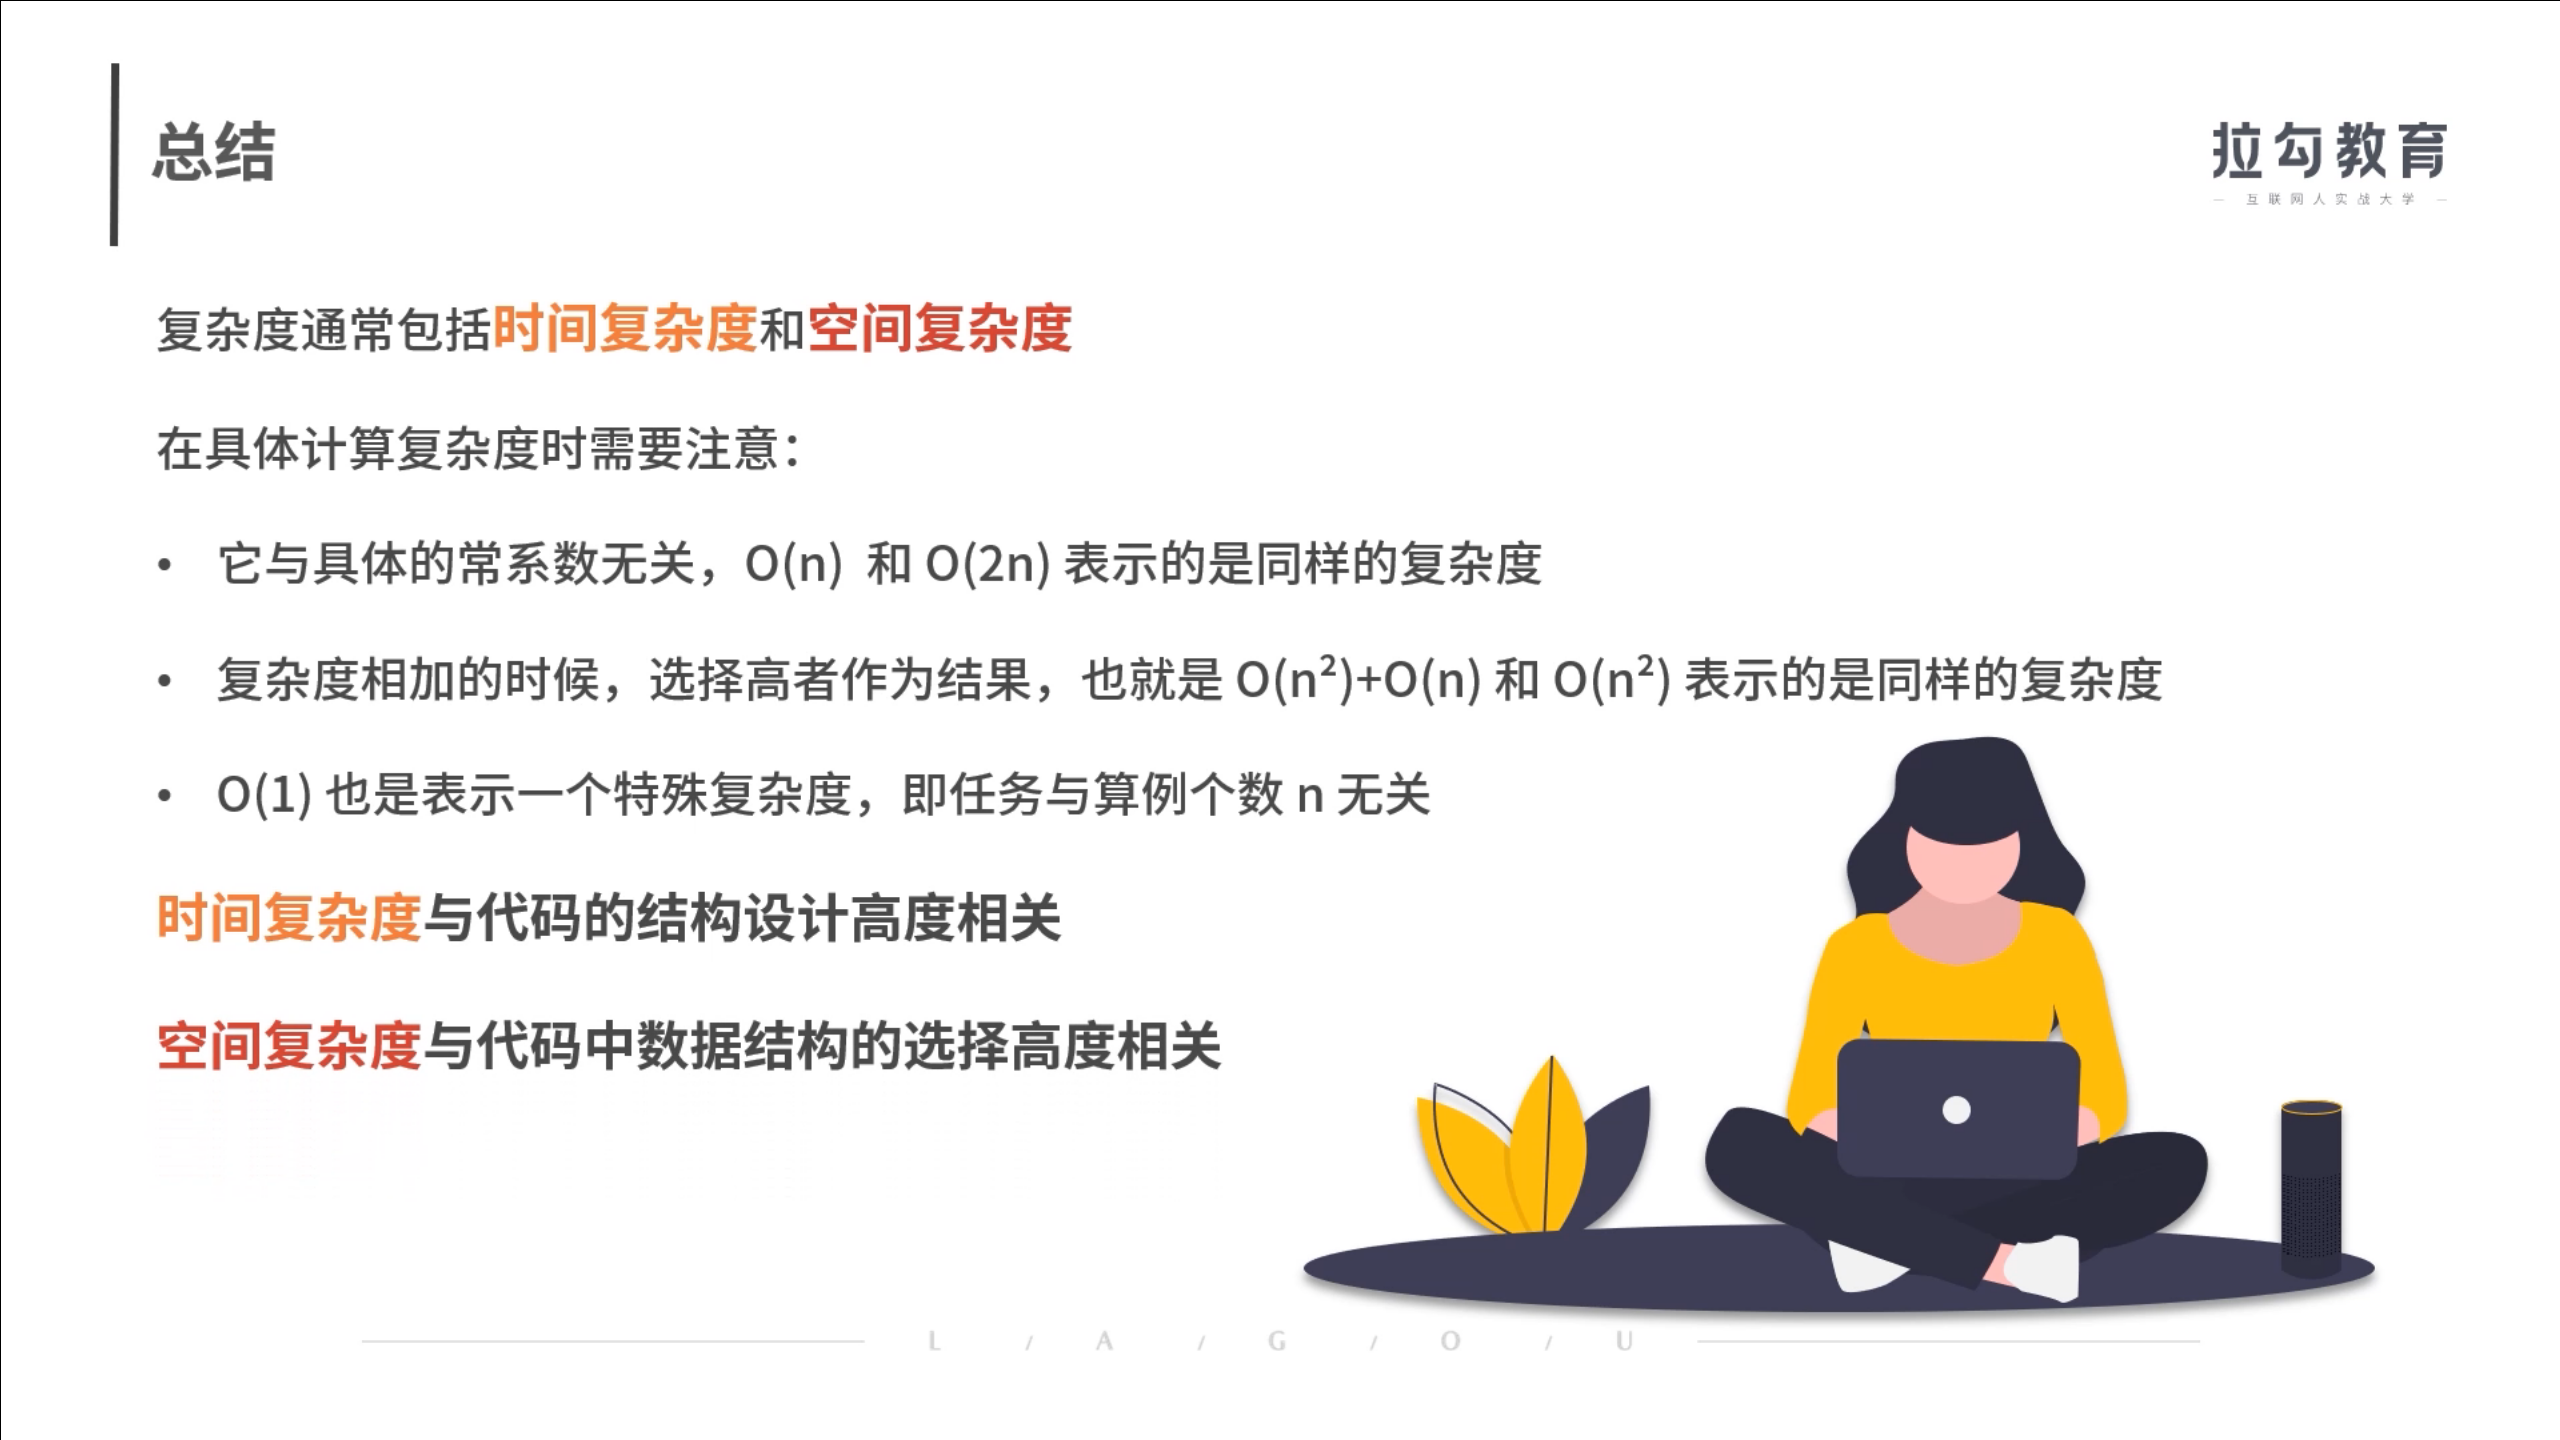 总结
拉勾教育
— 互联网人实战大学 —
复杂度通常包括时间复杂度和空间复杂度
在具体计算复杂度时需要注意：
• 它与具体的常系数无关，O(n) 和 O(2n) 表示的是同样的复杂度
• 复杂度相加的时候，选择高者作为结果，也就是 O(n²)+O(n) 和 O(n²) 表示的是同样的复杂度
• O(1) 也是表示一个特殊复杂度，即任务与算例个数 n 无关
时间复杂度与代码的结构设计高度相关
空间复杂度与代码中数据结构的选择高度相关
L / A / G / O / U